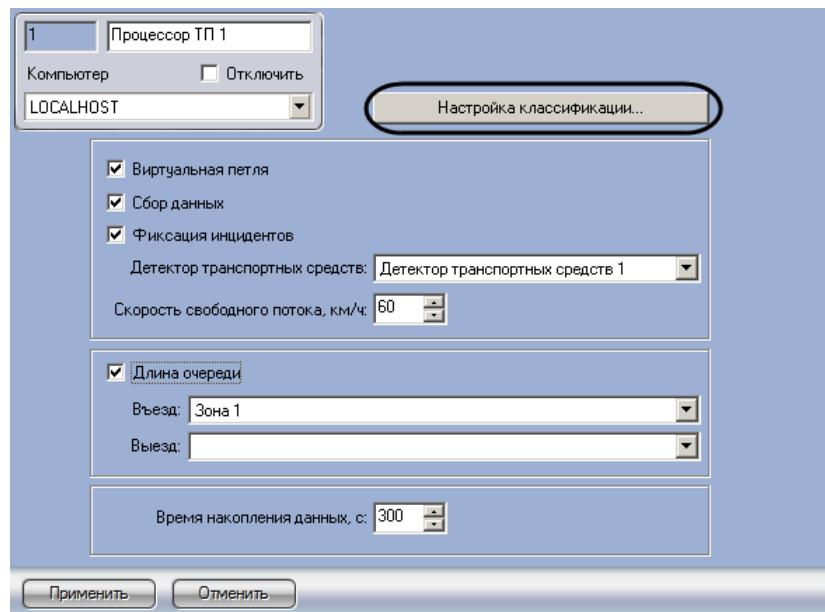 1 Процессор ТП 1
Компьютер Отключить
LOCALHOST
Настройка классификации...
Виртуальная петля
Сбор данных
Фиксация инцидентов
Детектор транспортных средств: Детектор транспортных средств 1
Скорость свободного потока, км/ч: 60
Длина очереди
Въезд: Зона 1
Выезд:
Время накопления данных, с: 300
Применить Отменить